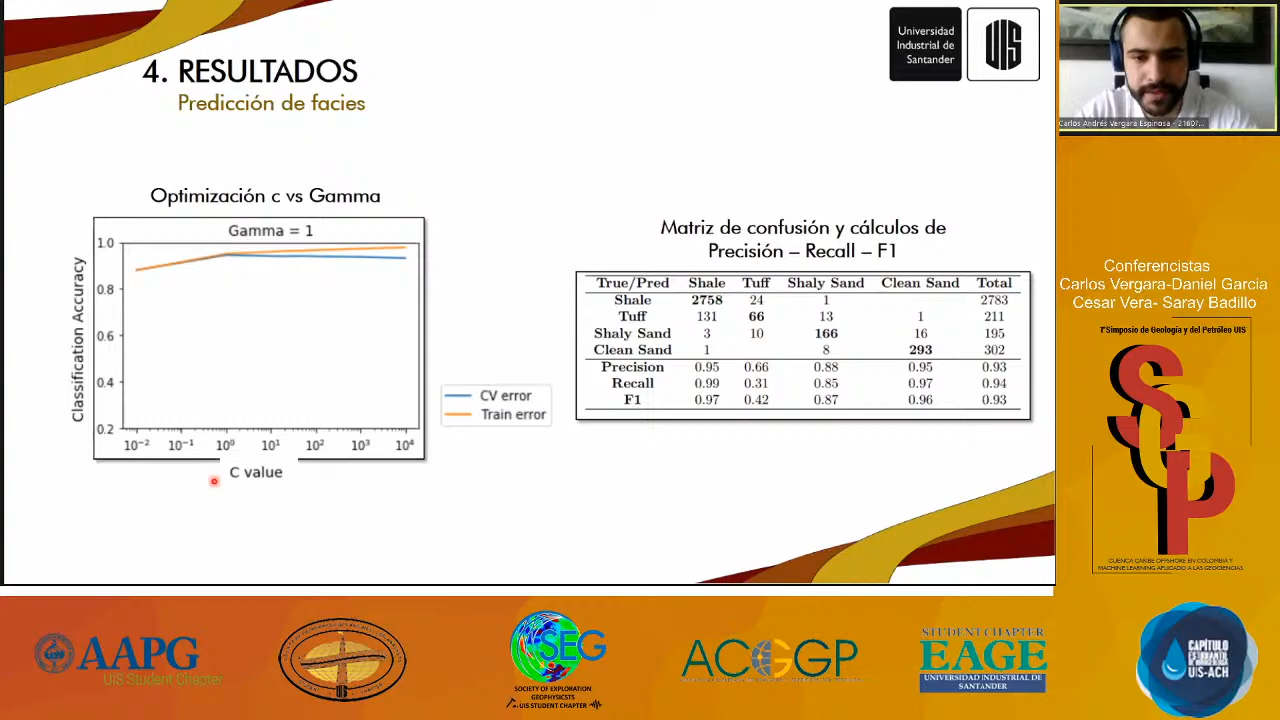 4. RESULTADOS
Predicción de facies
Universidad
Industrial de
Santander
UIS
Carlos Andrés Vergara Espinosa - 21607...
Optimización c vs Gamma
Gamma = 1
Classification Accuracy
1.0
0.8
0.6
0.4
0.2
10⁻² 10⁻¹ 10⁰ 10¹ 10² 10³ 10⁴
C value
CV error
Train error
Matriz de confusión y cálculos de
Precisión – Recall – F1
True/Pred Shale Tuff Shaly Sand Clean Sand Total
Shale 2758 24 1 2783
Tuff 131 66 13 1 211
Shaly Sand 3 10 166 16 195
Clean Sand 1 8 293 302
Precision 0.95 0.66 0.88 0.95 0.93
Recall 0.99 0.31 0.85 0.97 0.94
F1 0.97 0.42 0.87 0.96 0.93
Conferencistas
Carlos Vergara-Daniel Garcia
Cesar Vera- Saray Badillo
1ᵉʳSimposio de Geología y del Petróleo UIS
SGP
CUENCA CARIBE OFFSHORE EN COLOMBIA Y
MACHINE LEARNING APLICADO A LAS GEOCIENCIAS
AAPG
UIS Student Chapter
SEG
SOCIETY OF EXPLORATION
GEOPHYSICSTS
UIS STUDENT CHAPTER
ACGGP
STUDENT CHAPTER
EAGE
UNIVERSIDAD INDUSTRIAL DE
SANTANDER
CAPÍTULO
ESTUDIANTIL
DE HIDROGEOLOGÍA
UIS-ACH